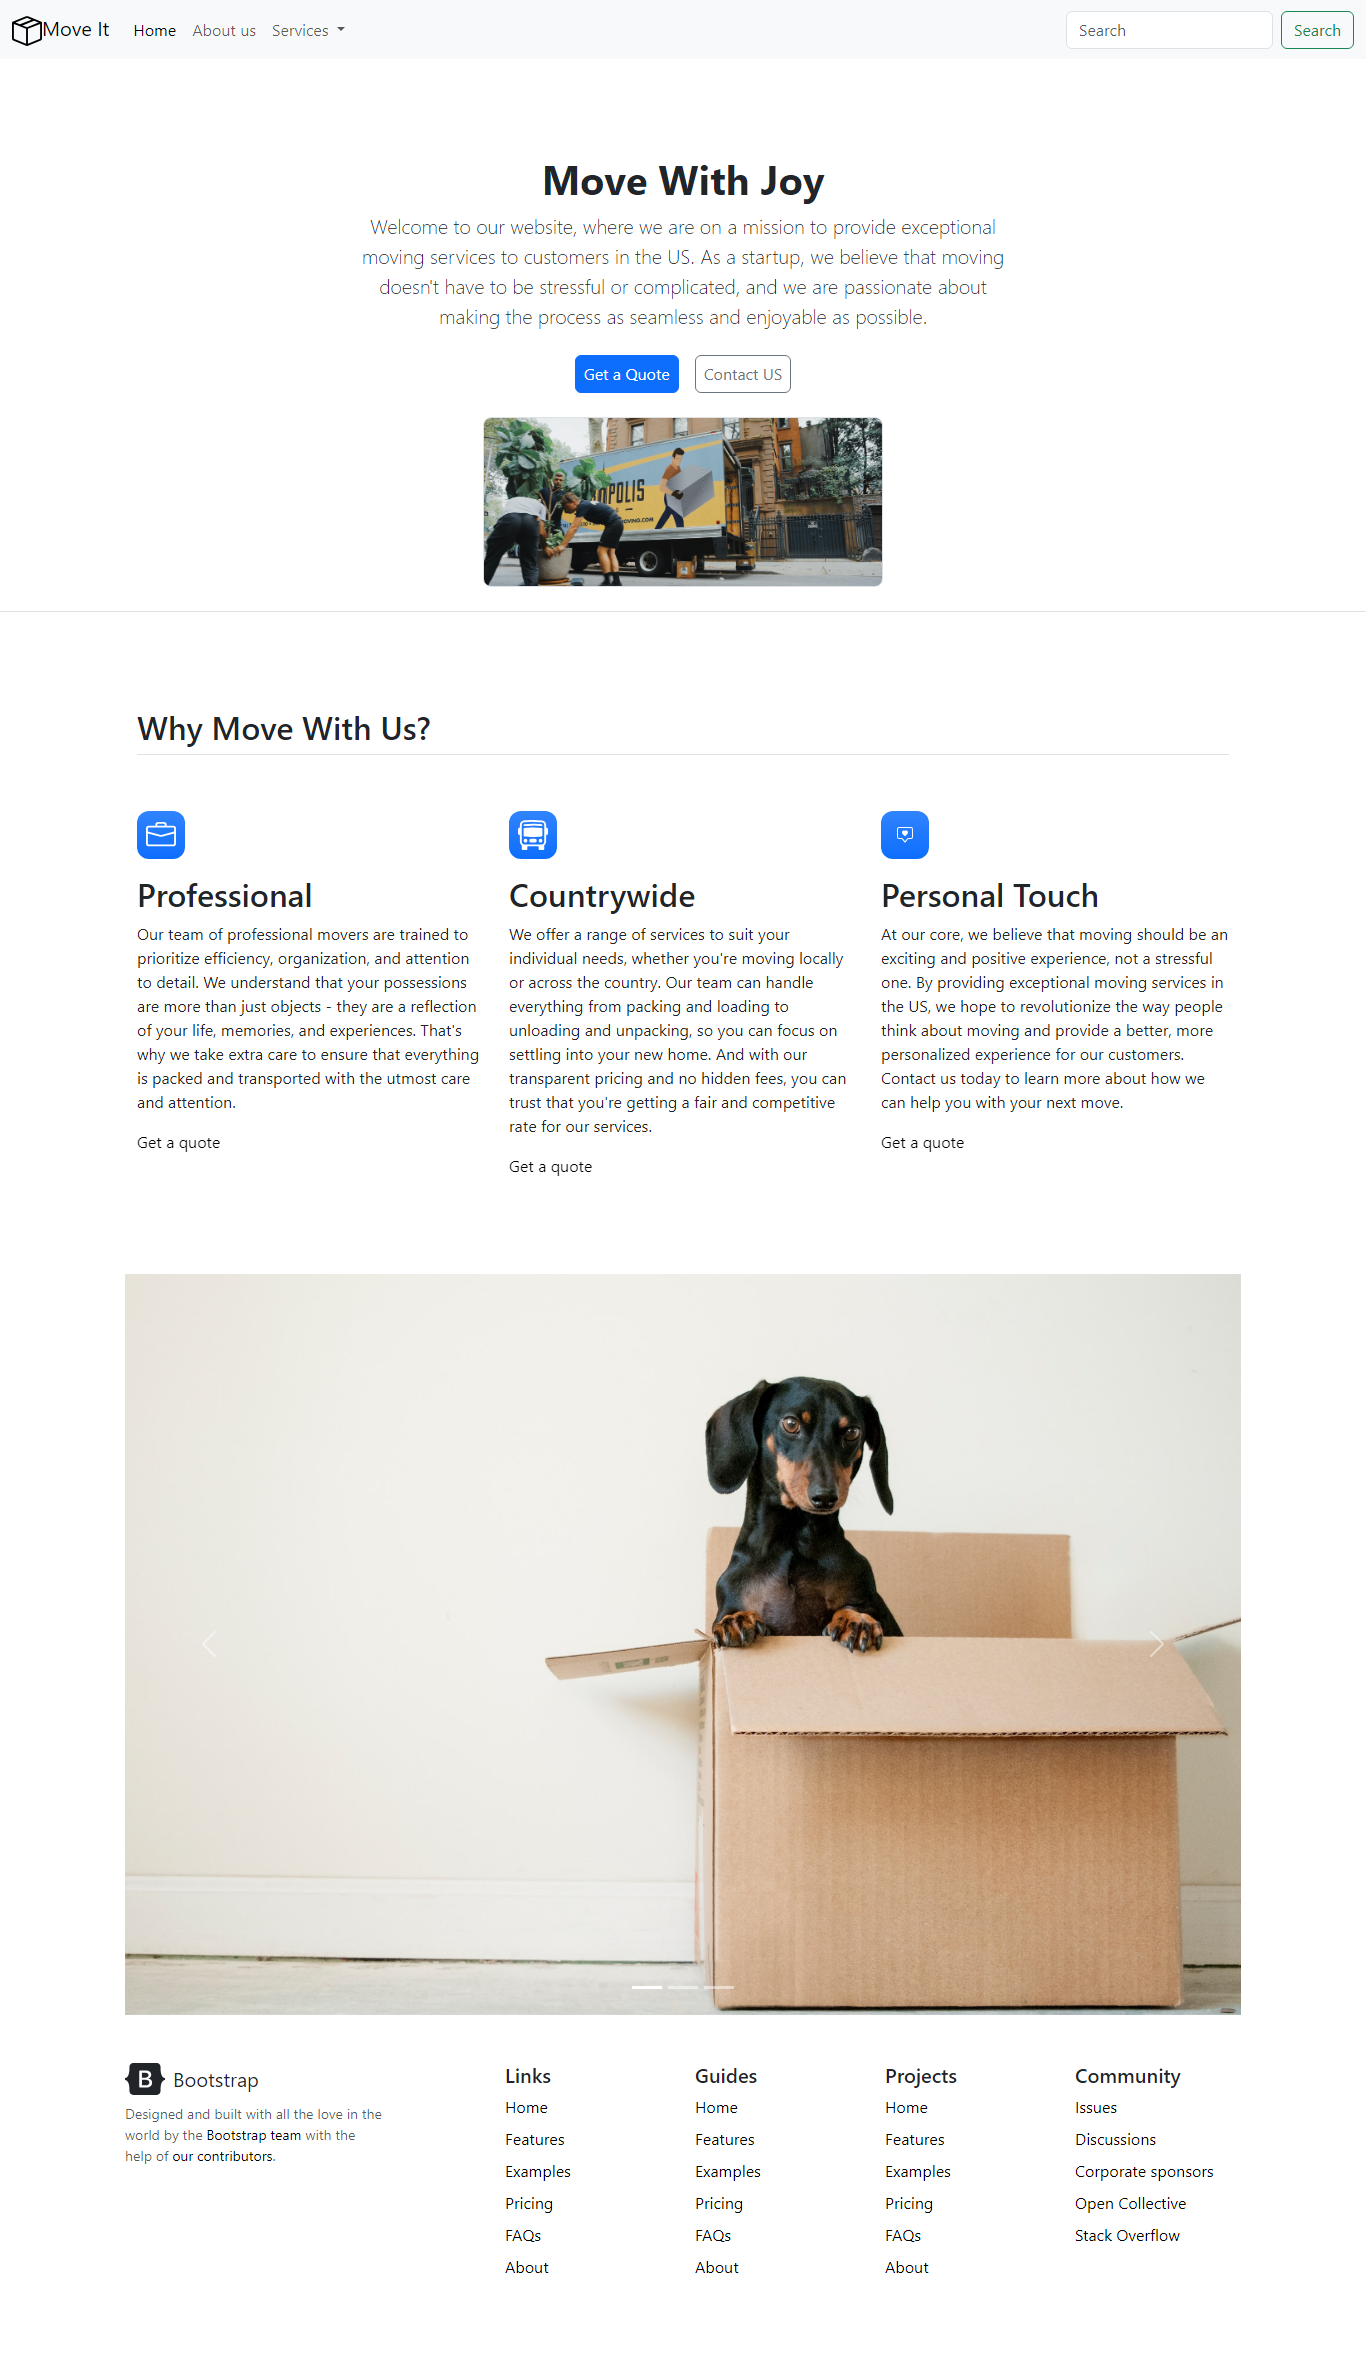 Move It Home About us Services Search Search
Move With Joy
Welcome to our website, where we are on a mission to provide exceptional
moving services to customers in the US. As a startup, we believe that moving
doesn't have to be stressful or complicated, and we are passionate about
making the process as seamless and enjoyable as possible.
Get a Quote Contact US
OPOLIS
MOVING.COM
Why Move With Us?
Professional
Our team of professional movers are trained to
prioritize efficiency, organization, and attention
to detail. We understand that your possessions
are more than just objects - they are a reflection
of your life, memories, and experiences. That's
why we take extra care to ensure that everything
is packed and transported with the utmost care
and attention.
Get a quote
Countrywide
We offer a range of services to suit your
individual needs, whether you're moving locally
or across the country. Our team can handle
everything from packing and loading to
unloading and unpacking, so you can focus on
settling into your new home. And with our
transparent pricing and no hidden fees, you can
trust that you're getting a fair and competitive
rate for our services.
Get a quote
Personal Touch
At our core, we believe that moving should be an
exciting and positive experience, not a stressful
one. By providing exceptional moving services in
the US, we hope to revolutionize the way people
think about moving and provide a better, more
personalized experience for our customers.
Contact us today to learn more about how we
can help you with your next move.
Get a quote
B Bootstrap
Designed and built with all the love in the
world by the Bootstrap team with the
help of our contributors.
Links
Home
Features
Examples
Pricing
FAQs
About
Guides
Home
Features
Examples
Pricing
FAQs
About
Projects
Home
Features
Examples
Pricing
FAQs
About
Community
Issues
Discussions
Corporate sponsors
Open Collective
Stack Overflow